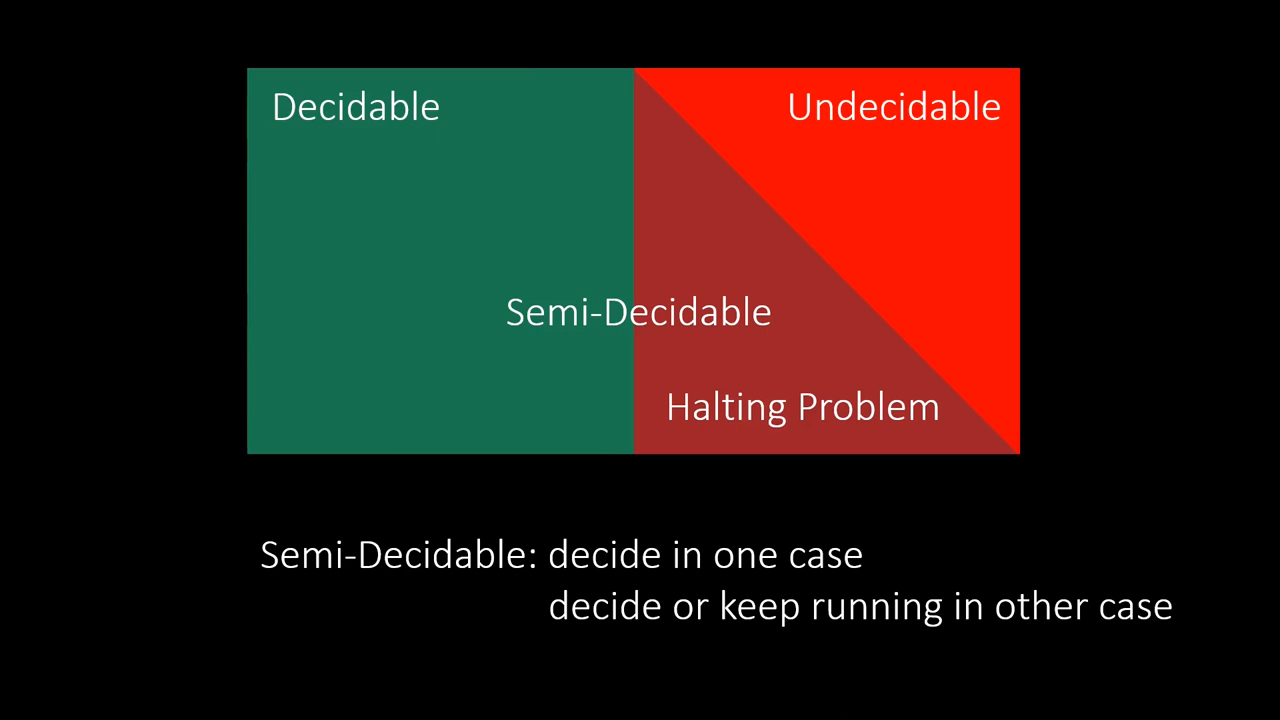 Decidable
Undecidable
Semi-Decidable
Halting Problem
Semi-Decidable: decide in one case
decide or keep running in other case